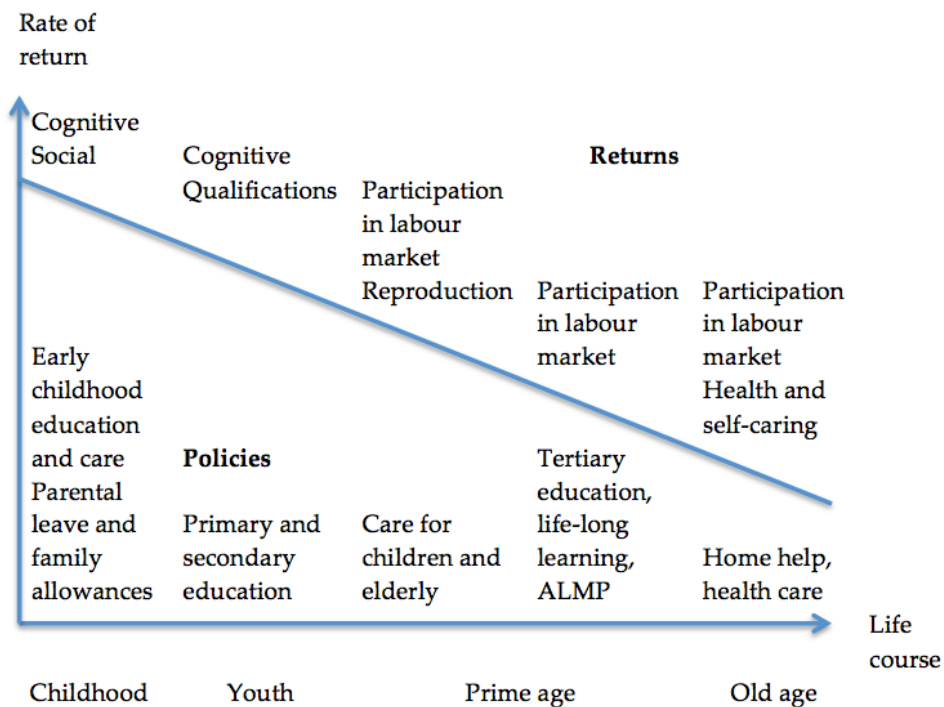 Rate of
return
Cognitive
Social
Cognitive
Qualifications
Returns
Participation
in labour
market
Reproduction
Participation
in labour
market
Participation
in labour
market
Health and
self-caring
Early
childhood
education
and care
Parental
leave and
family
allowances
Policies
Primary and
secondary
education
Care for
children and
elderly
Tertiary
education,
life-long
learning,
ALMP
Home help,
health care
Life
course
Childhood
Youth
Prime age
Old age